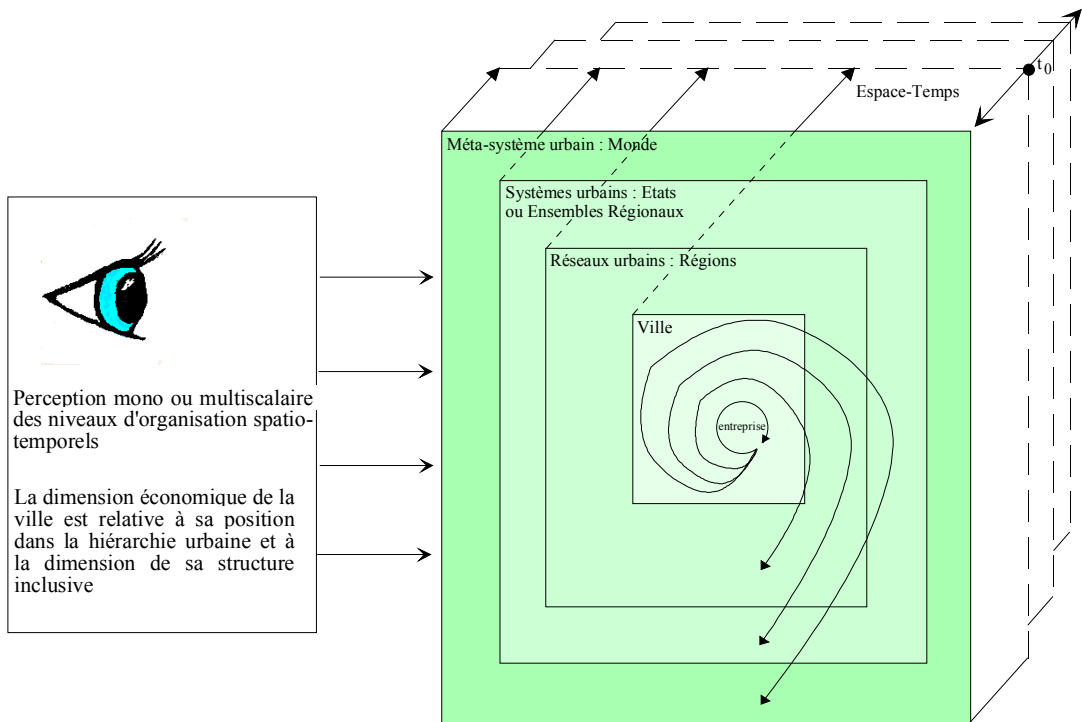 Perception mono ou multiscalaire
des niveaux d'organisation spatio-
temporels
La dimension économique de la
ville est relative à sa position
dans la hiérarchie urbaine et à
la dimension de sa structure
inclusive
t0
Espace-Temps
Méta-système urbain : Monde
Systèmes urbains : Etats
ou Ensembles Régionaux
Réseaux urbains : Régions
Ville
entreprise